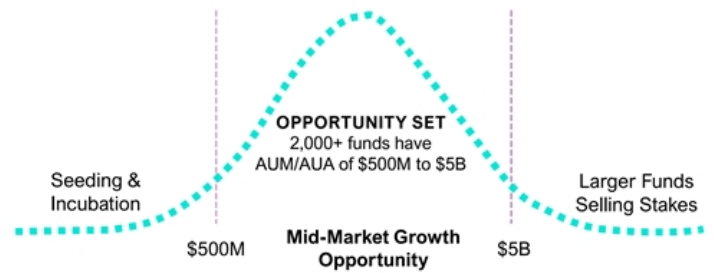 OPPORTUNITY SET
2,000+ funds have
AUM/AUA of $500M to $5B
Seeding &
Incubation
Larger Funds
Selling Stakes
$500M
Mid-Market Growth
Opportunity
$5B